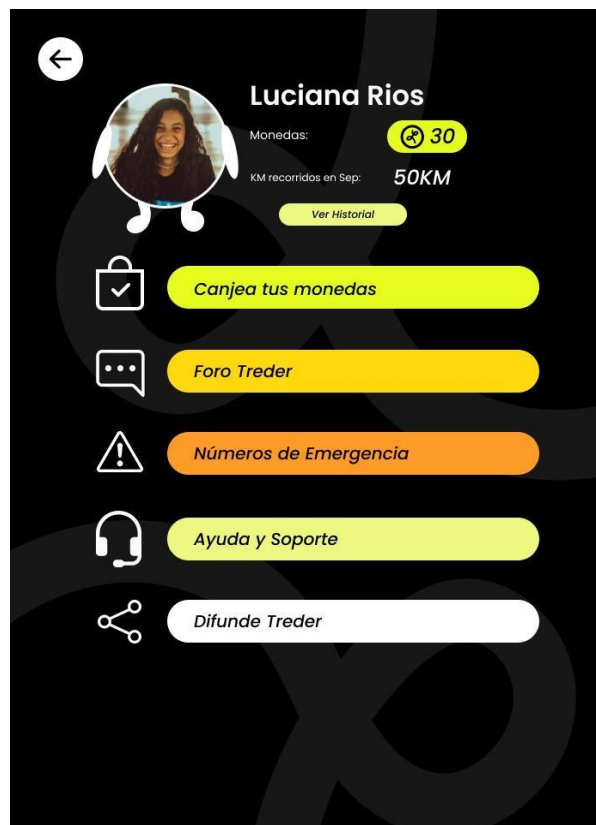 Luciana Rios
Monedas: 30
KM recorridos en Sep: 50KM
Ver Historial
Canjea tus monedas
Foro Treder
Números de Emergencia
Ayuda y Soporte
Difunde Treder